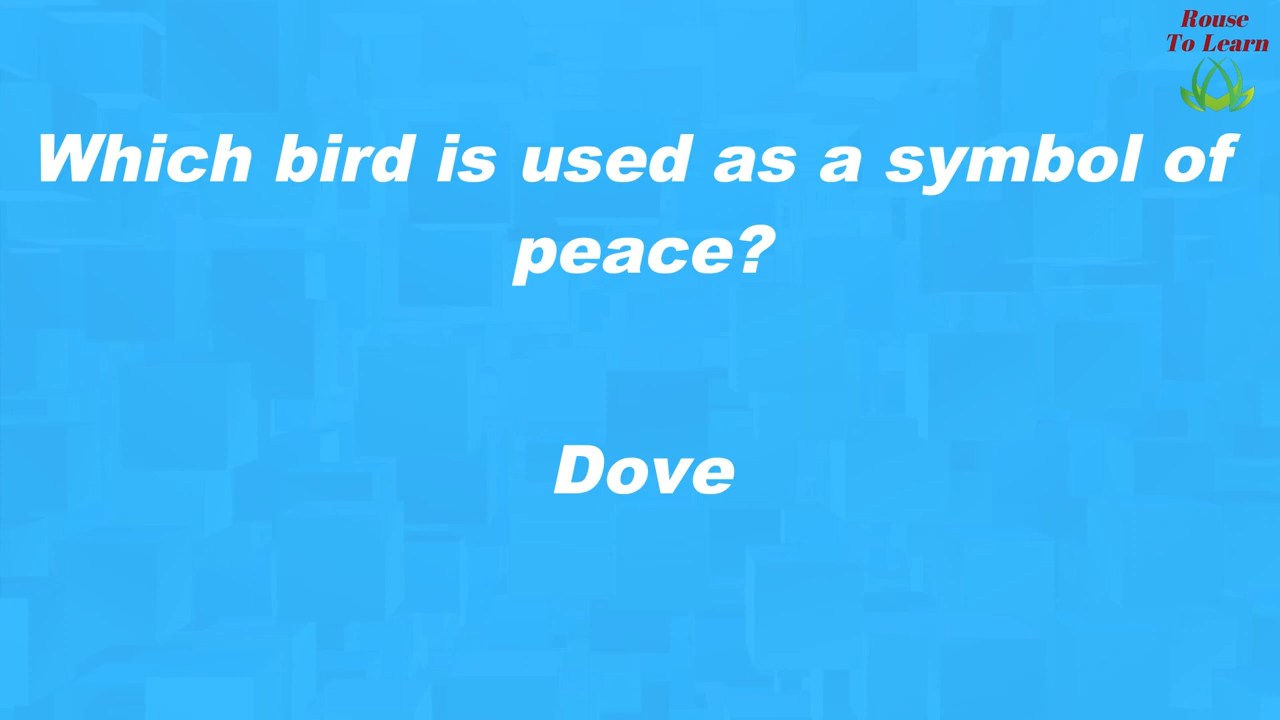 Rouse
To Learn
Which bird is used as a symbol of
peace?
Dove